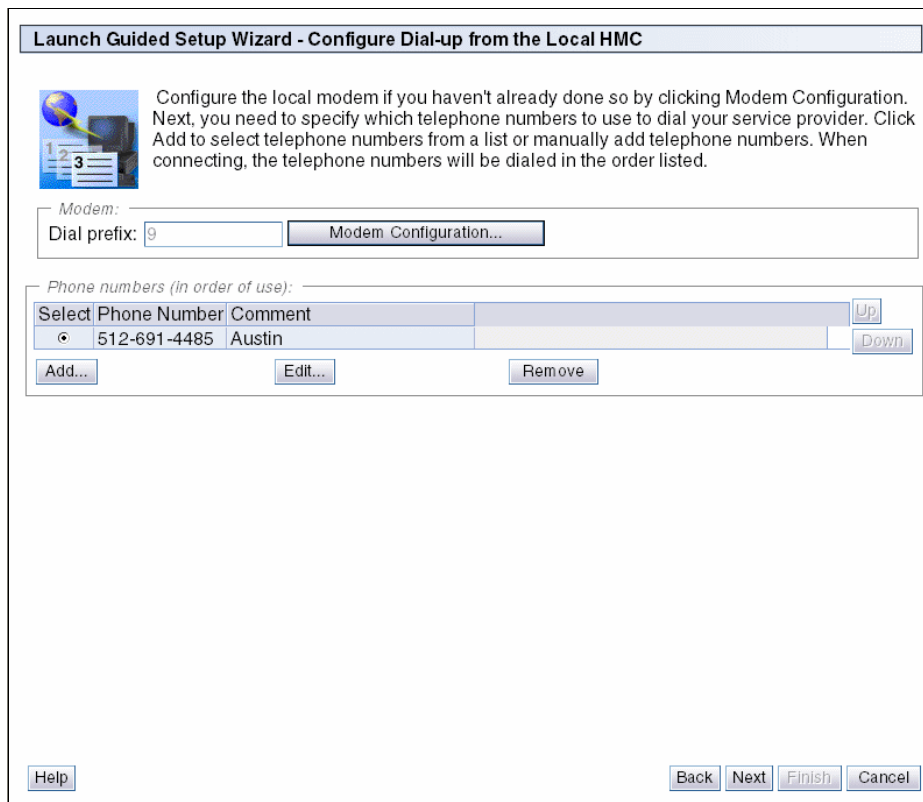 Launch Guided Setup Wizard - Configure Dial-up from the Local HMC
Configure the local modem if you haven't already done so by clicking Modem Configuration.
Next, you need to specify which telephone numbers to use to dial your service provider. Click
Add to select telephone numbers from a list or manually add telephone numbers. When
connecting, the telephone numbers will be dialed in the order listed.
1 2 3
Modem:
Dial prefix: 9 Modem Configuration...
Phone numbers (in order of use):
Select Phone Number Comment Up
512-691-4485 Austin Down
Add... Edit... Remove
Help Back Next Finish Cancel